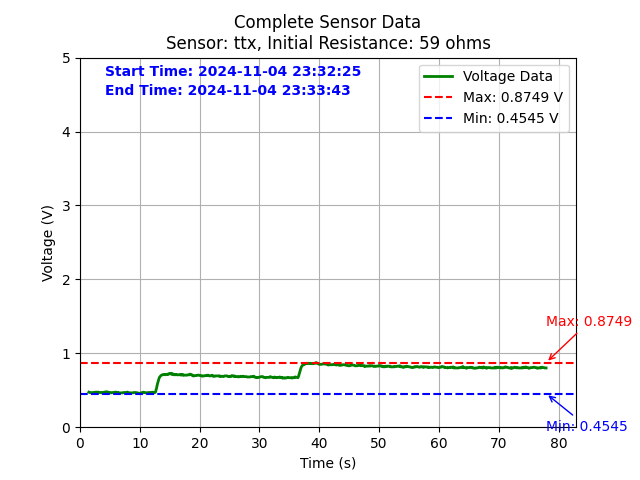 Complete Sensor Data
Sensor: ttx, Initial Resistance: 59 ohms
Start Time: 2024-11-04 23:32:25
End Time: 2024-11-04 23:33:43
Voltage Data
Max: 0.8749 V
Min: 0.4545 V
Voltage (V)
5
4
3
2
1
0
Max: 0.8749
Min: 0.4545
0 10 20 30 40 50 60 70 80
Time (s)